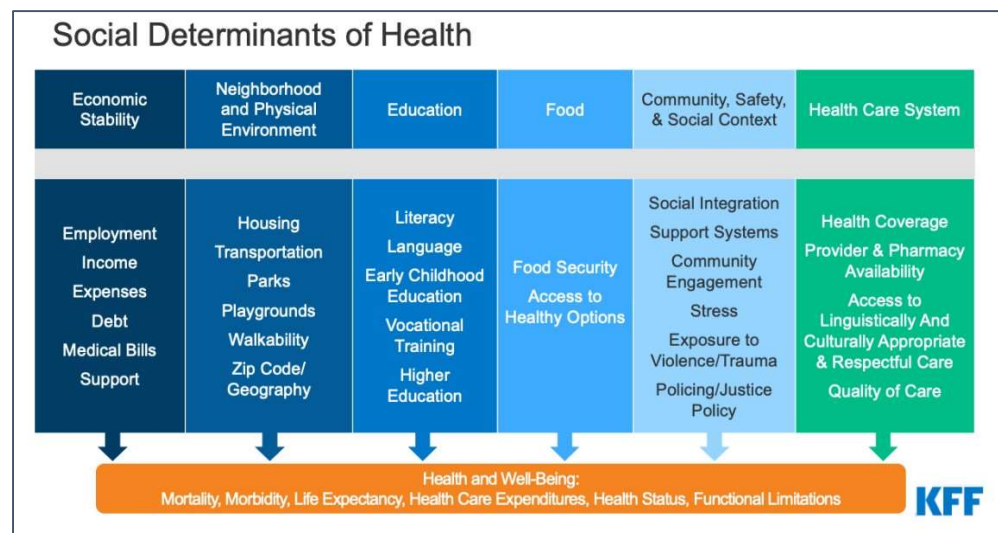 Social Determinants of Health
Economic
Stability
Neighborhood
and Physical
Environment
Education
Food
Community, Safety,
& Social Context
Health Care System
Employment
Income
Expenses
Debt
Medical Bills
Support
Housing
Transportation
Parks
Playgrounds
Walkability
Zip Code/
Geography
Literacy
Language
Early Childhood
Education
Vocational
Training
Higher
Education
Food Security
Access to
Healthy Options
Social Integration
Support Systems
Community
Engagement
Stress
Exposure to
Violence/Trauma
Policing/Justice
Policy
Health Coverage
Provider & Pharmacy
Availability
Access to
Linguistically And
Culturally Appropriate
& Respectful Care
Quality of Care
Health and Well-Being:
Mortality, Morbidity, Life Expectancy, Health Care Expenditures, Health Status, Functional Limitations
KFF